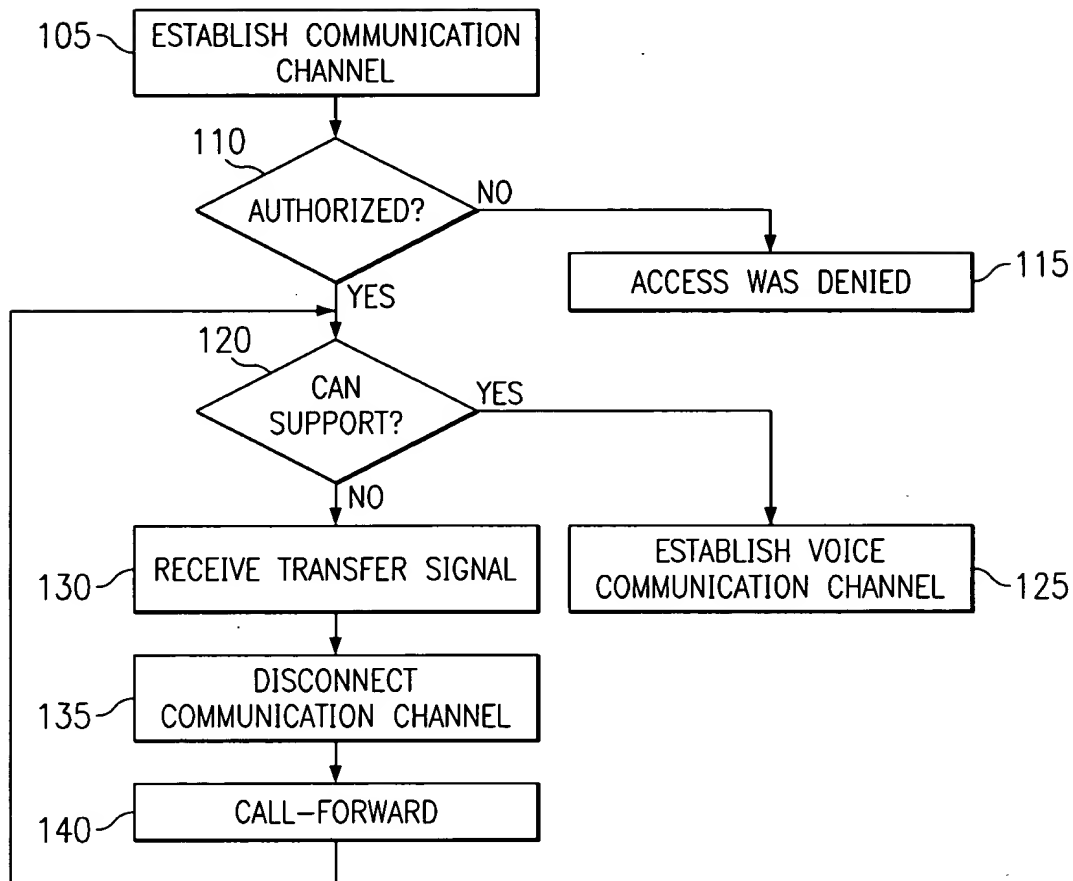 105
ESTABLISH COMMUNICATION
CHANNEL
110
AUTHORIZED?
NO
ACCESS WAS DENIED
115
YES
120
CAN
SUPPORT?
YES
NO
130
RECEIVE TRANSFER SIGNAL
ESTABLISH VOICE
COMMUNICATION CHANNEL
125
135
DISCONNECT
COMMUNICATION CHANNEL
140
CALL-FORWARD